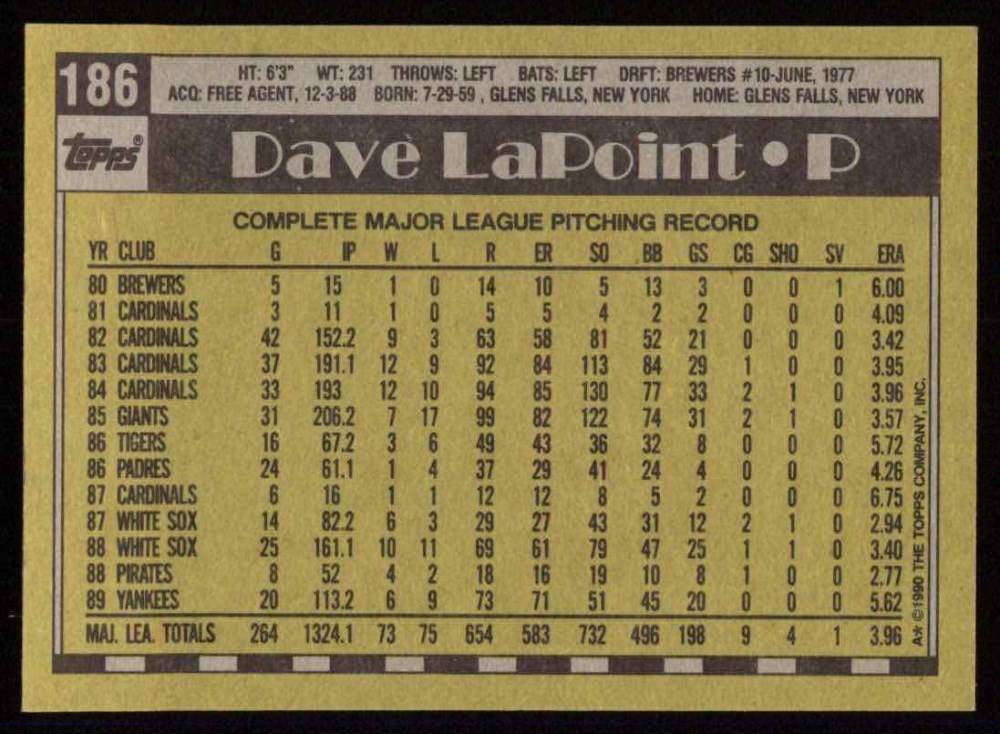 186
HT: 6'3" WT: 231 THROWS: LEFT BATS: LEFT DRFT: BREWERS #10-JUNE, 1977
ACQ: FREE AGENT, 12-3-88 BORN: 7-29-59, GLENS FALLS, NEW YORK HOME: GLENS FALLS, NEW YORK
Topps®
Dave LaPoint • P
COMPLETE MAJOR LEAGUE PITCHING RECORD
YR CLUB G IP W L R ER SO BB GS CG SHO SV ERA
80 BREWERS 5 15 1 0 14 10 5 13 3 0 0 1 6.00
81 CARDINALS 3 11 1 0 5 5 4 2 2 0 0 0 4.09
82 CARDINALS 42 152.2 9 3 63 58 81 52 21 0 0 0 3.42
83 CARDINALS 37 191.1 12 9 92 84 113 84 29 1 0 0 3.95
84 CARDINALS 33 193 12 10 94 85 130 77 33 2 1 0 3.96
85 GIANTS 31 206.2 7 17 99 82 122 74 31 2 1 0 3.57
86 TIGERS 16 67.2 3 6 49 43 36 32 8 0 0 0 5.72
86 PADRES 24 61.1 1 4 37 29 41 24 4 0 0 0 4.26
87 CARDINALS 6 16 1 1 12 12 8 5 2 0 0 0 6.75
87 WHITE SOX 14 82.2 6 3 29 27 43 31 12 2 1 0 2.94
88 WHITE SOX 25 161.1 10 11 69 61 79 47 25 1 1 0 3.40
88 PIRATES 8 52 4 2 18 16 19 10 8 1 0 0 2.77
89 YANKEES 20 113.2 6 9 73 71 51 45 20 0 0 0 5.62
MAJ. LEA. TOTALS 264 1324.1 73 75 654 583 732 496 198 9 4 1 3.96
A* ©1990 THE TOPPS COMPANY, INC.